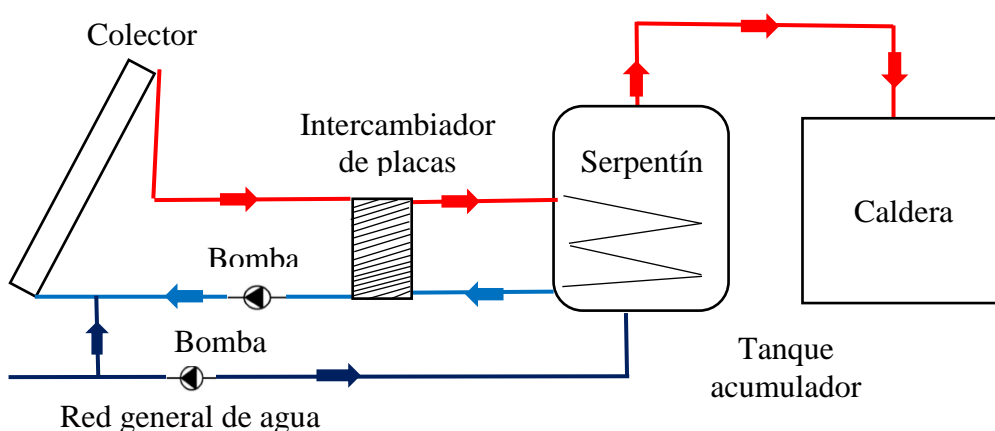 Colector
Intercambiador
de placas
Serpentín
Caldera
Bomba
Bomba
Tanque
acumulador
Red general de agua